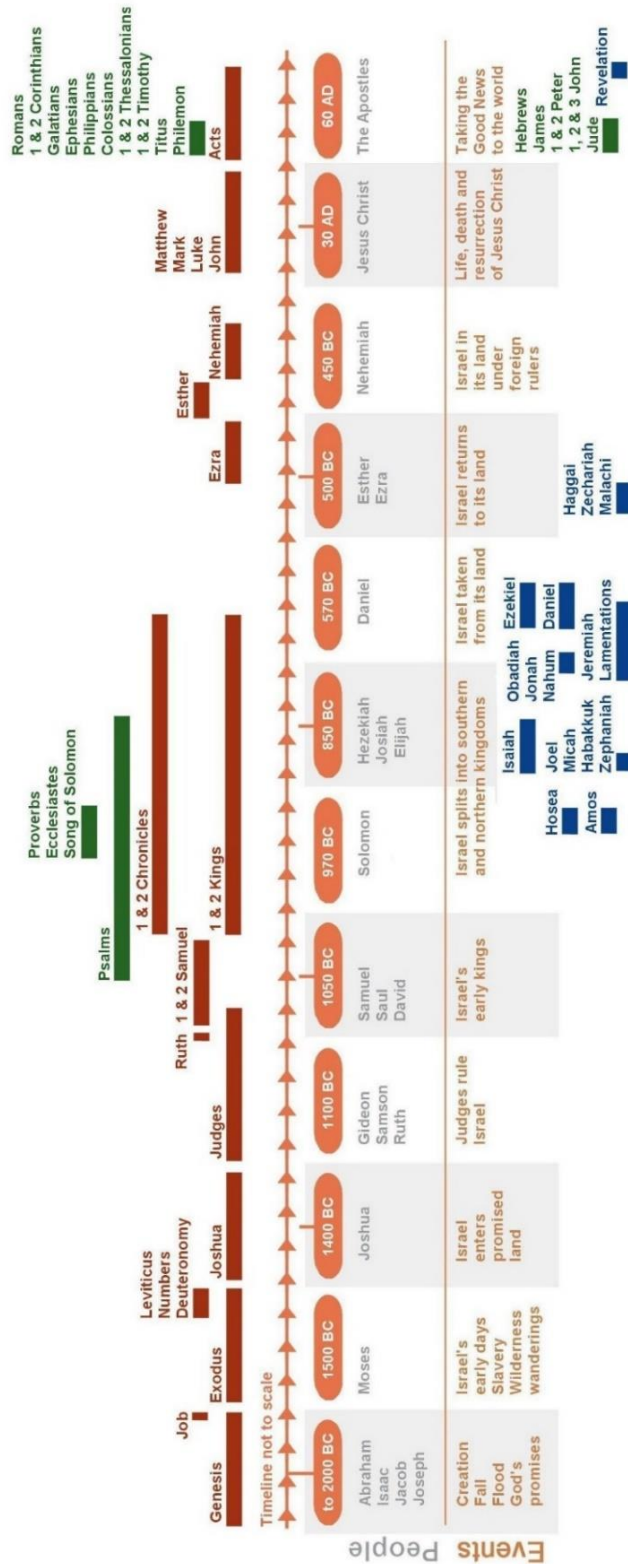 Proverbs
Ecclesiastes
Song of Solomon
Romans
1 & 2 Corinthians
Galatians
Ephesians
Philippians
Colossians
1 & 2 Thessalonians
1 & 2 Timothy
Titus
Philemon
Psalms
1 & 2 Chronicles
Leviticus
Numbers
Deuteronomy
Job
Ruth
1 & 2 Samuel
Esther
Matthew
Mark
Luke
John
Genesis
Exodus
Joshua
Judges
1 & 2 Kings
Ezra
Nehemiah
Acts
Timeline not to scale
to 2000 BC
1500 BC
1400 BC
1100 BC
1050 BC
970 BC
850 BC
570 BC
500 BC
450 BC
30 AD
60 AD
People
Abraham
Isaac
Jacob
Joseph
Moses
Joshua
Gideon
Samson
Ruth
Samuel
Saul
David
Solomon
Hezekiah
Josiah
Elijah
Daniel
Esther
Ezra
Nehemiah
Jesus Christ
The Apostles
Events
Creation
Fall
Flood
God's
promises
Israel's
early days
Slavery
Wilderness
wanderings
Israel
enters
promised
land
Judges rule
Israel
Israel's
early kings
Israel splits into southern
and northern kingdoms
Israel taken
from its land
Israel returns
to its land
Israel in
its land
under
foreign
rulers
Life, death and
resurrection
of Jesus Christ
Taking the
Good News
to the world
Hosea
Amos
Isaiah
Joel
Micah
Habakkuk
Zephaniah
Obadiah
Jonah
Nahum
Jeremiah
Lamentations
Ezekiel
Daniel
Haggai
Zechariah
Malachi
Hebrews
James
1 & 2 Peter
1, 2 & 3 John
Jude
Revelation